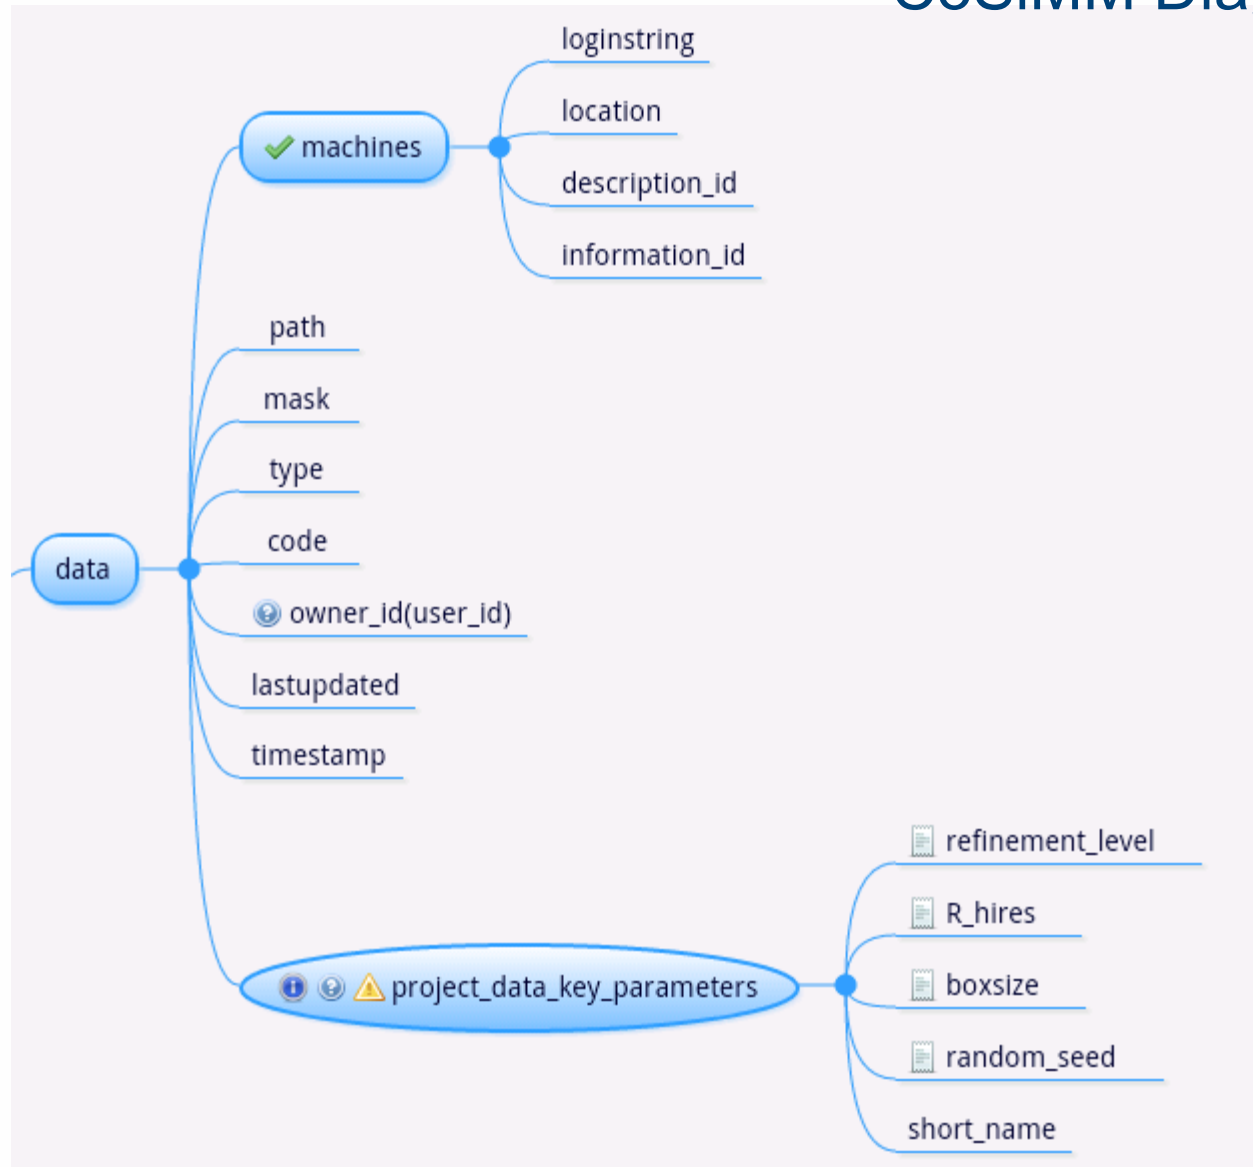 loginstring
location
machines
description_id
information_id
path
mask
type
code
data
owner_id(user_id)
lastupdated
timestamp
refinement_level
R_hires
project_data_key_parameters
boxsize
random_seed
short_name